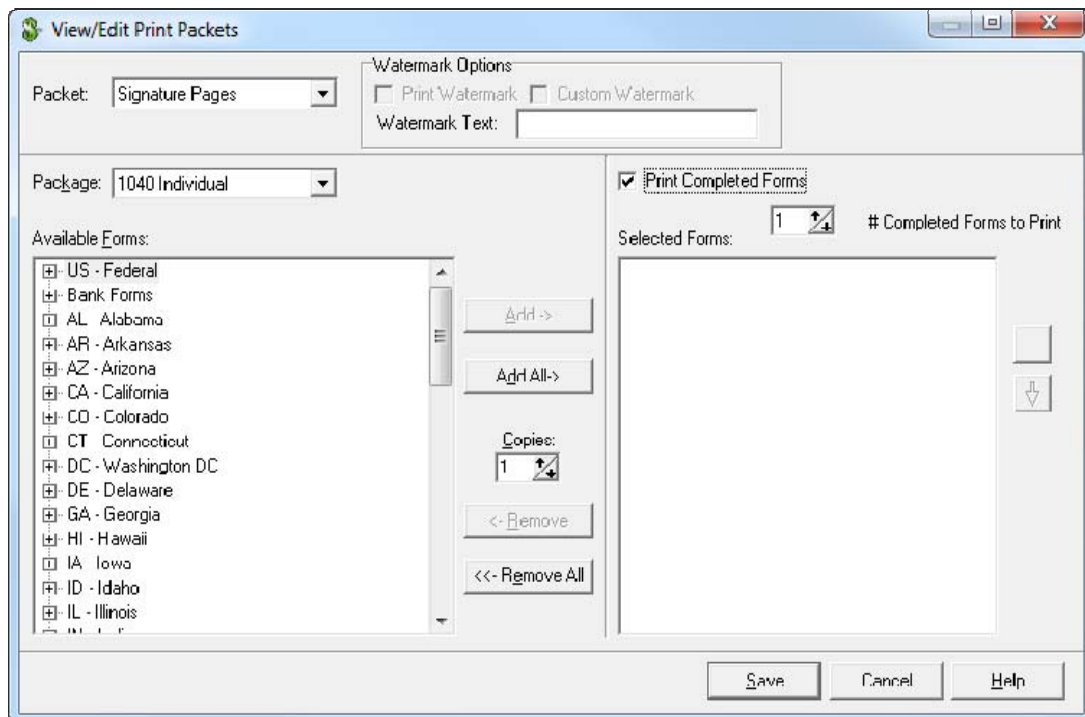 View/Edit Print Packets
Packet: Signature Pages
Watermark Options
Print Watermark Custom Watermark
Watermark Text:
Package: 1040 Individual
Print Completed Forms
1 # Completed Forms to Print
Available Forms:
Selected Forms:
US - Federal
Bank Forms
AL Alabama
AR - Arkansas
AZ - Arizona
CA - California
CO - Colorado
CT Connecticut
DC - Washington DC
DE - Delaware
GA - Georgia
HI - Hawaii
IA Iowa
ID - Idaho
IL - Illinois
Add ->
Add All->
Copies:
1
<- Remove
<<- Remove All
Save Cancel Help